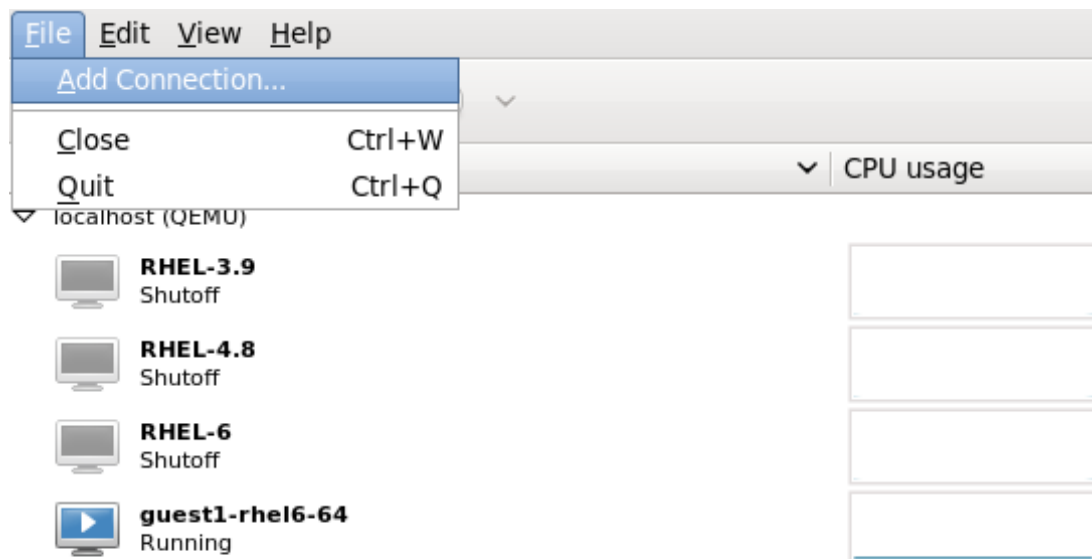 File Edit View Help
Add Connection...
Close Ctrl+W
CPU usage
Quit Ctrl+Q
localhost (QEMU)
RHEL-3.9
Shutoff
RHEL-4.8
Shutoff
RHEL-6
Shutoff
guest1-rhel6-64
Running